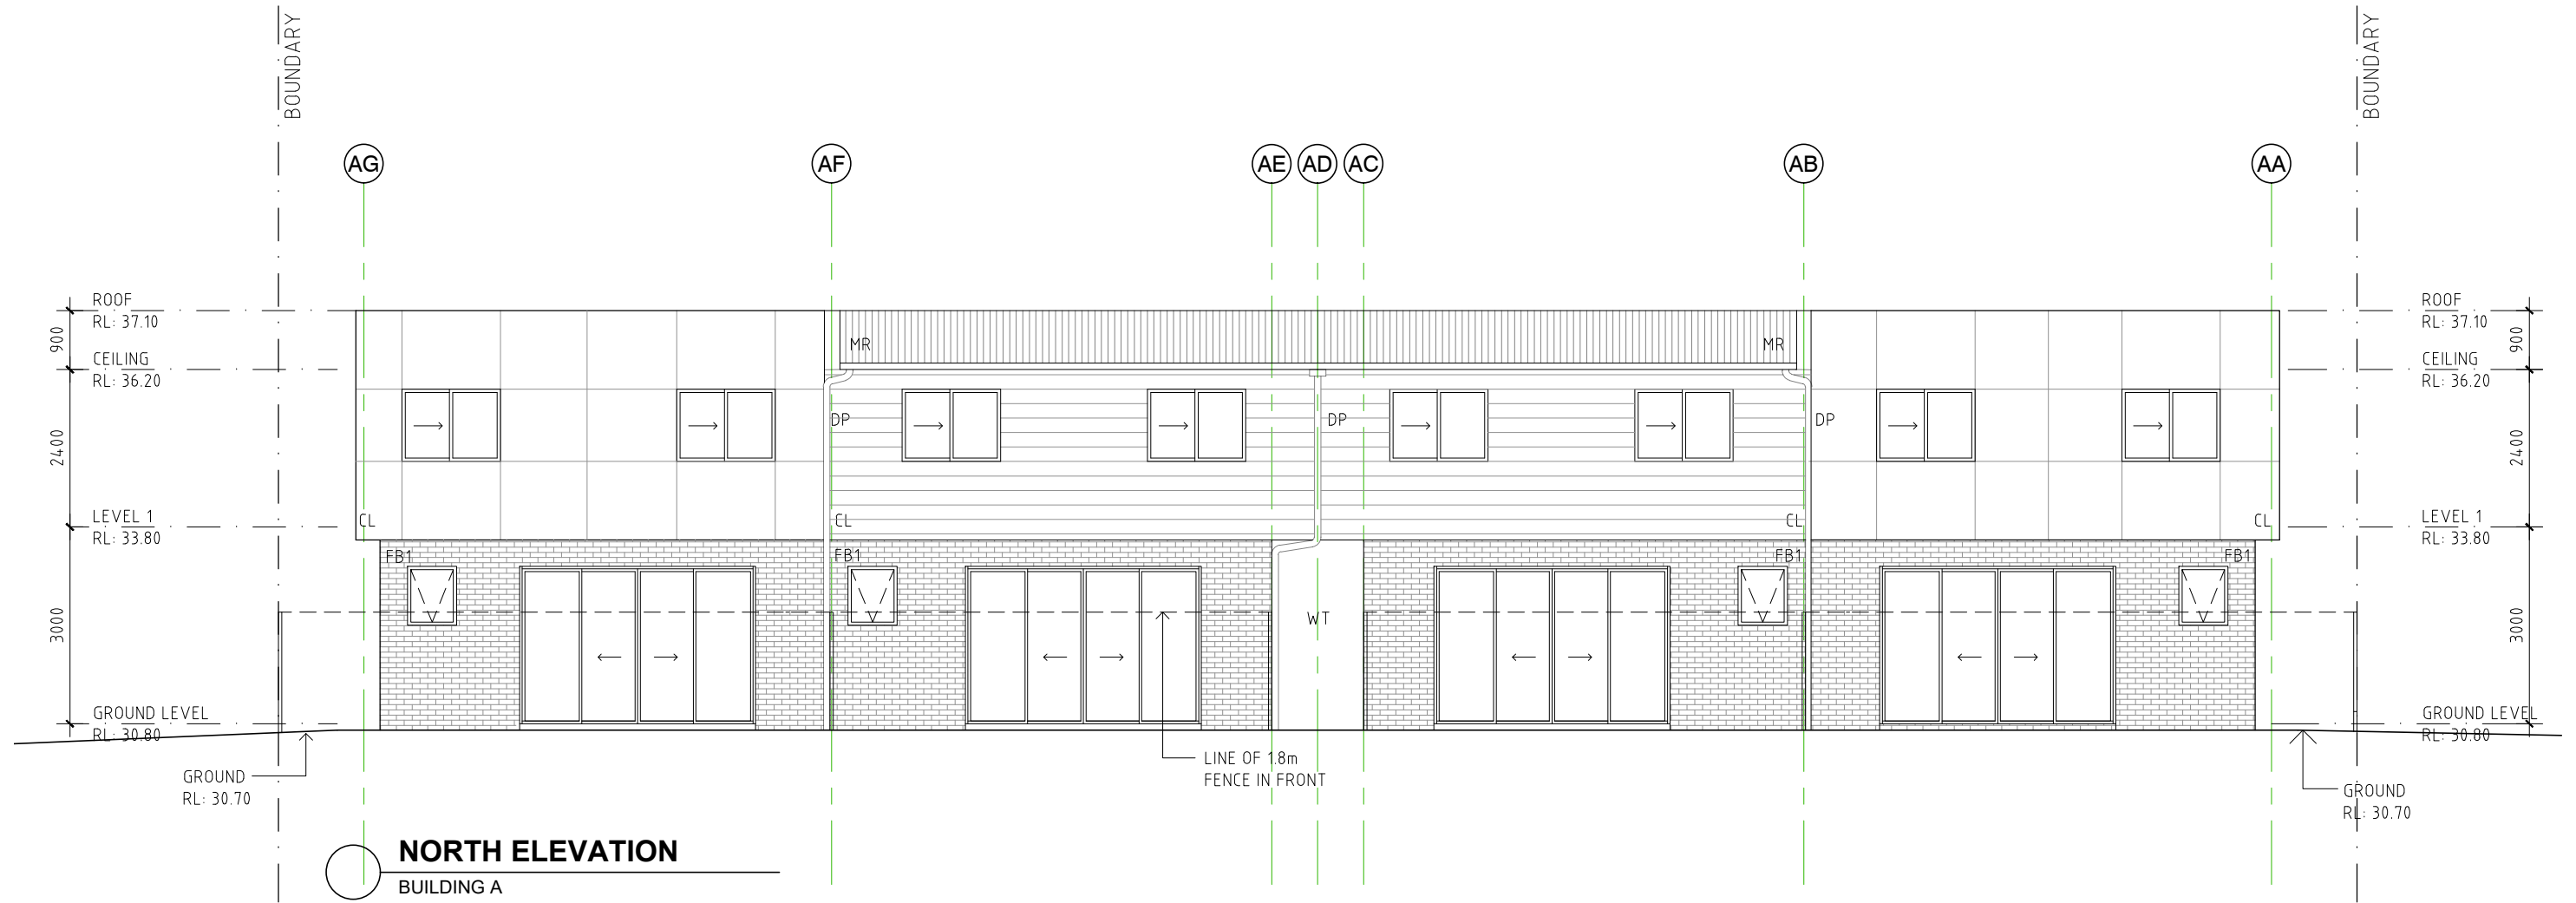 BOUNDARY
BOUNDARY
AG
AF
AE
AD
AC
AB
AA
ROOF
RL: 37.10
900
CEILING
RL: 36.20
2400
LEVEL 1
RL: 33.80
3000
GROUND LEVEL
RL: 30.80
GROUND
RL: 30.70
MR
MR
DP
DP
DP
CL
CL
CL
CL
FB1
FB1
FB1
FB1
WT
LINE OF 1.8m
FENCE IN FRONT
ROOF
RL: 37.10
900
CEILING
RL: 36.20
2400
LEVEL 1
RL: 33.80
3000
GROUND LEVEL
RL: 30.80
GROUND
RL: 30.70
NORTH ELEVATION
BUILDING A